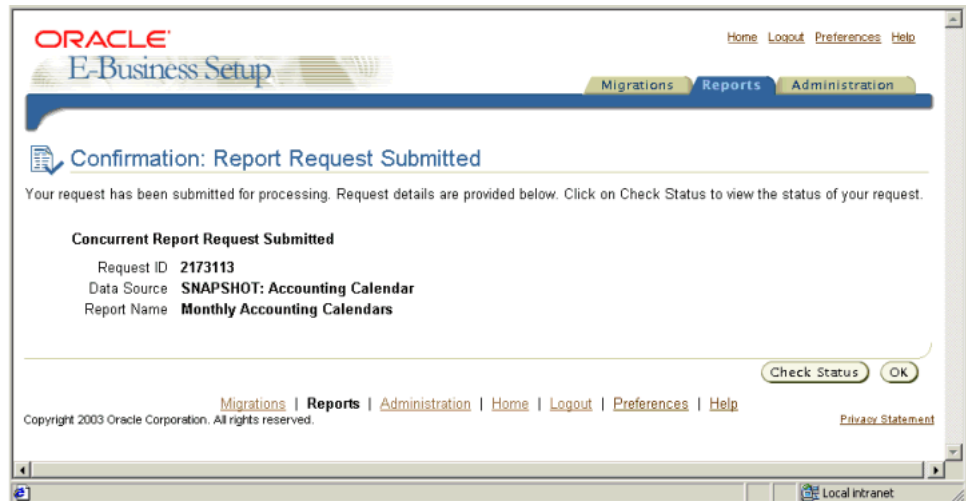 ORACLE
E-Business Setup
Home Logout Preferences Help
Migrations Reports Administration
Confirmation: Report Request Submitted
Your request has been submitted for processing. Request details are provided below. Click on Check Status to view the status of your request.
Concurrent Report Request Submitted
Request ID 2173113
Data Source SNAPSHOT: Accounting Calendar
Report Name Monthly Accounting Calendars
Check Status OK
Migrations | Reports | Administration | Home | Logout | Preferences | Help
Copyright 2003 Oracle Corporation. All rights reserved.
Privacy Statement
Local intranet